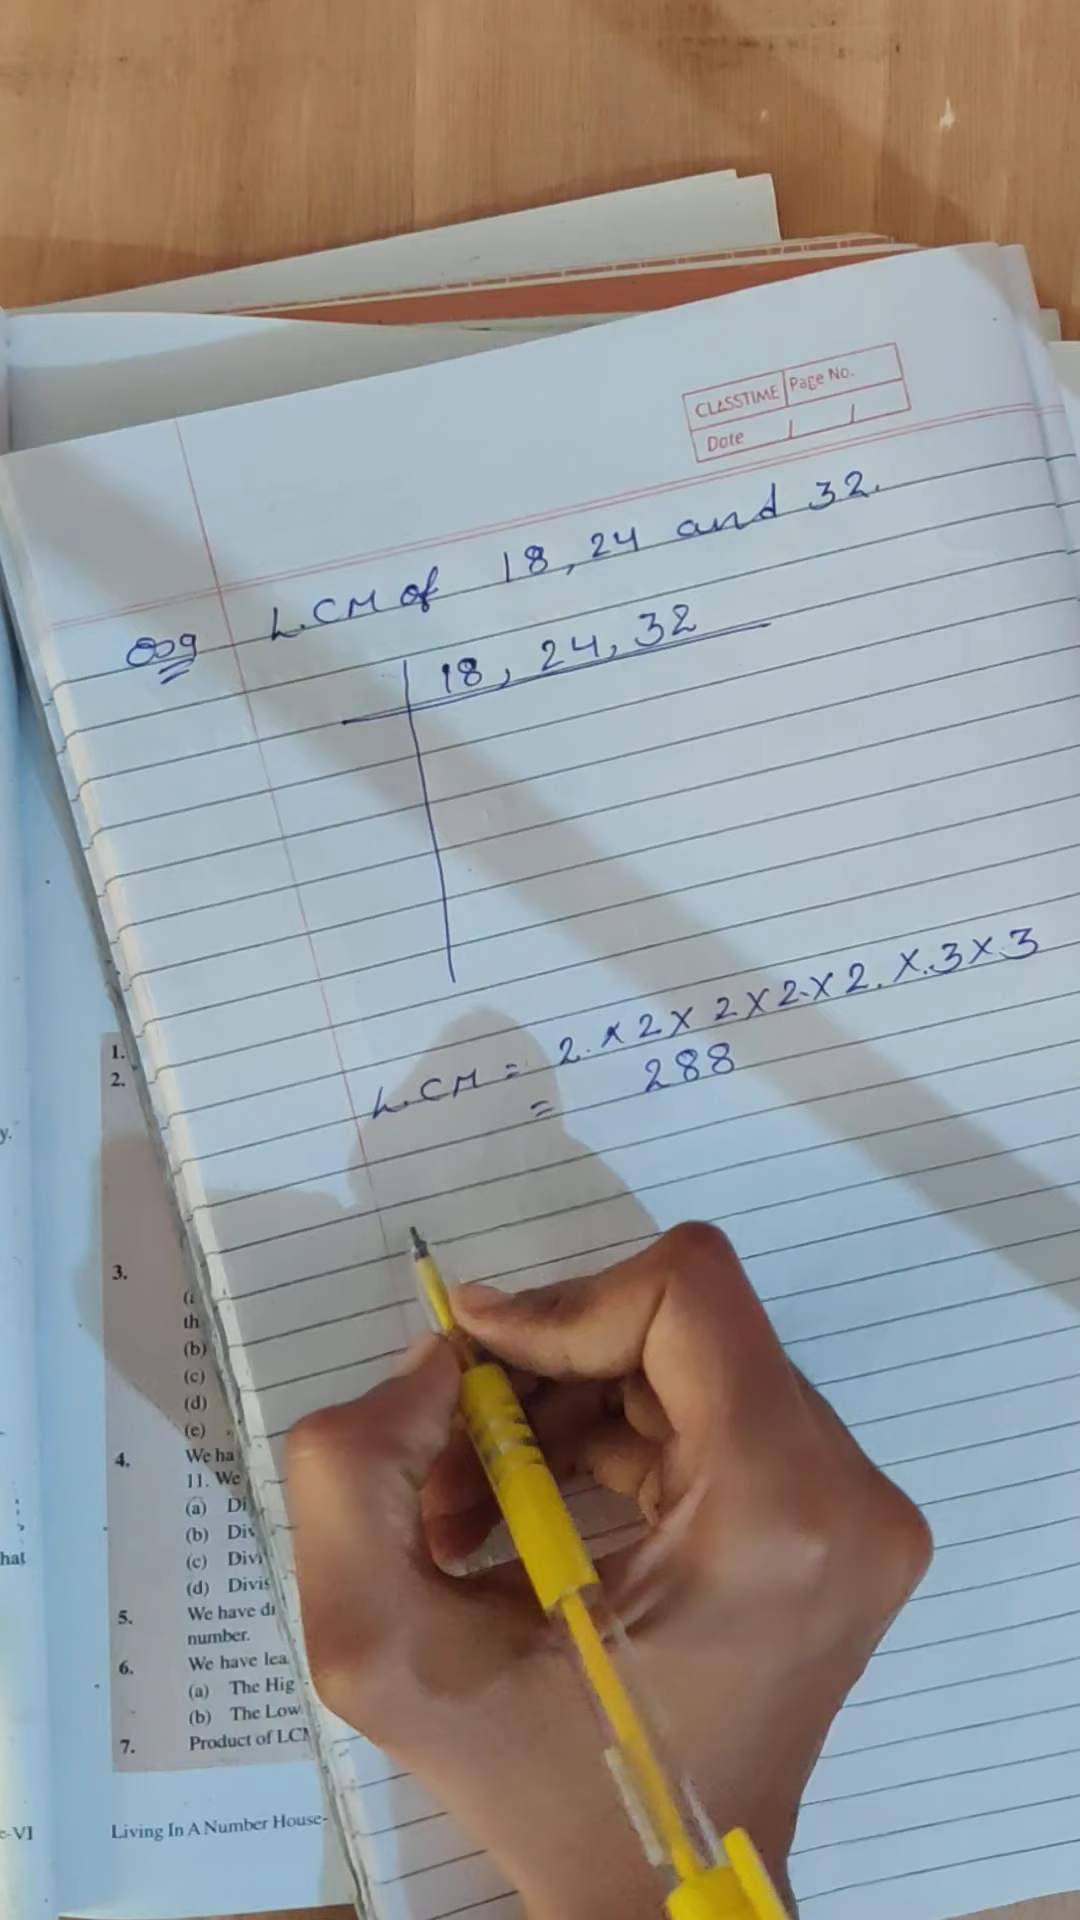 CLASSTIME Page No.
Date / /
L.CM of 18, 24 and 32.
18, 24, 32
L.CM = 2 × 2 × 2 × 2 × 2 × 3 × 3
= 288
1.
2.
y.
3.
th
(b)
(c)
(d)
(e)
4. We ha
11. We
(a) Di
hat
(b) Div
(c) Divi
(d) Divis
5. We have di
number.
6. We have lea
(a) The Hig
(b) The Low
7. Product of LCM
-VI Living In A Number House-